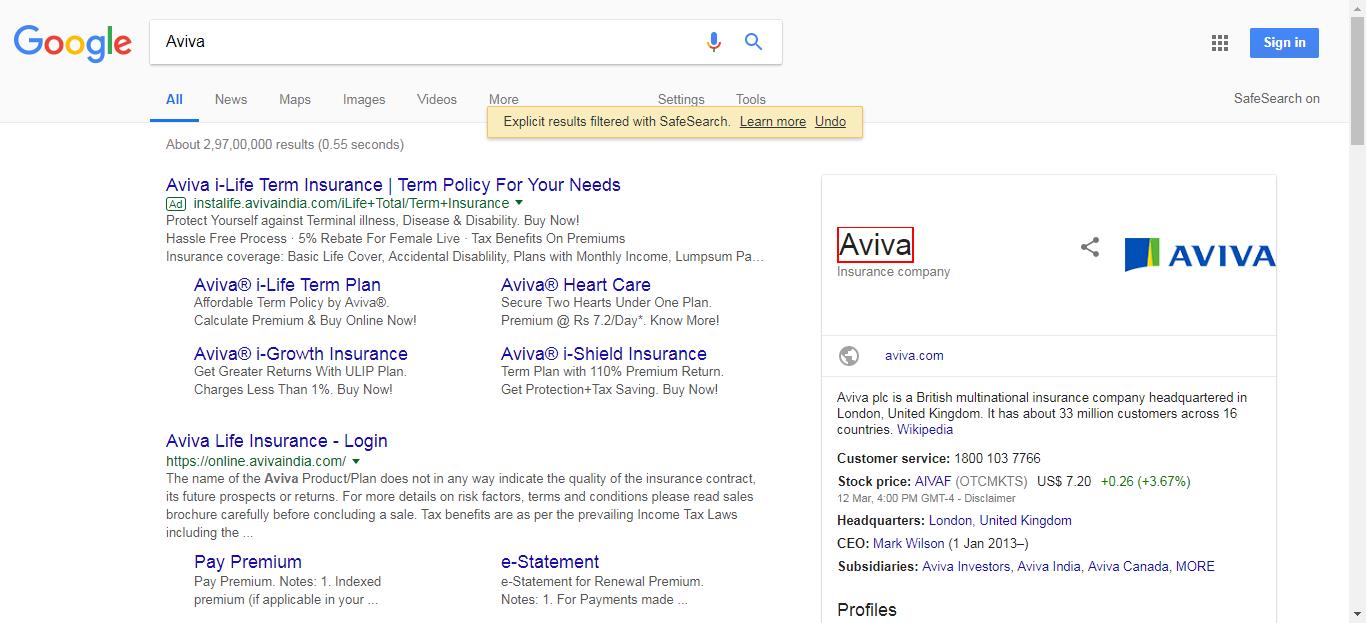 Google
Aviva
Sign in
All News Maps Images Videos More Settings Tools
SafeSearch on
Explicit results filtered with SafeSearch. Learn more Undo
About 2,97,00,000 results (0.55 seconds)
Aviva i-Life Term Insurance | Term Policy For Your Needs
Ad instalife.avivaindia.com/iLife+Total/Term+Insurance
Protect Yourself against Terminal illness, Disease & Disability. Buy Now!
Hassle Free Process · 5% Rebate For Female Live · Tax Benefits On Premiums
Insurance coverage: Basic Life Cover, Accidental Disablility, Plans with Monthly Income, Lumpsum Pa…
Aviva® i-Life Term Plan
Affordable Term Policy by Aviva®.
Calculate Premium & Buy Online Now!
Aviva® Heart Care
Secure Two Hearts Under One Plan.
Premium @ Rs 7.2/Day*. Know More!
Aviva® i-Growth Insurance
Get Greater Returns With ULIP Plan.
Charges Less Than 1%. Buy Now!
Aviva® i-Shield Insurance
Term Plan with 110% Premium Return.
Get Protection+Tax Saving. Buy Now!
Aviva Life Insurance - Login
https://online.avivaindia.com/
The name of the Aviva Product/Plan does not in any way indicate the quality of the insurance contract,
its future prospects or returns. For more details on risk factors, terms and conditions please read sales
brochure carefully before concluding a sale. Tax benefits are as per the prevailing Income Tax Laws
including the ...
Pay Premium
Pay Premium. Notes: 1. Indexed
premium (if applicable in your ...
e-Statement
e-Statement for Renewal Premium.
Notes: 1. For Payments made ...
Aviva
Insurance company
AVIVA
aviva.com
Aviva plc is a British multinational insurance company headquartered in
London, United Kingdom. It has about 33 million customers across 16
countries. Wikipedia
Customer service: 1800 103 7766
Stock price: AIVAF (OTCMKTS) US$ 7.20 +0.26 (+3.67%)
12 Mar, 4:00 PM GMT-4 - Disclaimer
Headquarters: London, United Kingdom
CEO: Mark Wilson (1 Jan 2013–)
Subsidiaries: Aviva Investors, Aviva India, Aviva Canada, MORE
Profiles